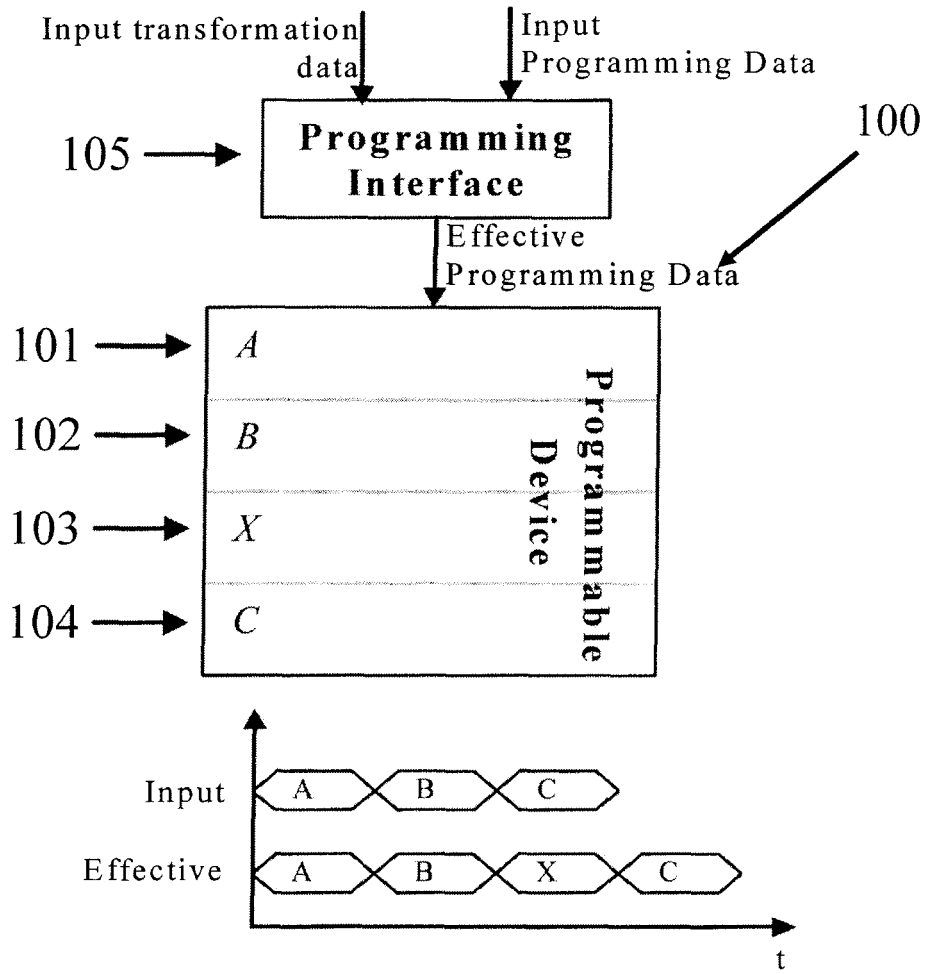 Input transformation
data
Input
Programming Data
100
105
Programming
Interface
Effective
Programming Data
101
A
102
B
103
X
104
C
Programmable
Device
Input
A
B
C
Effective
A
B
X
C
t